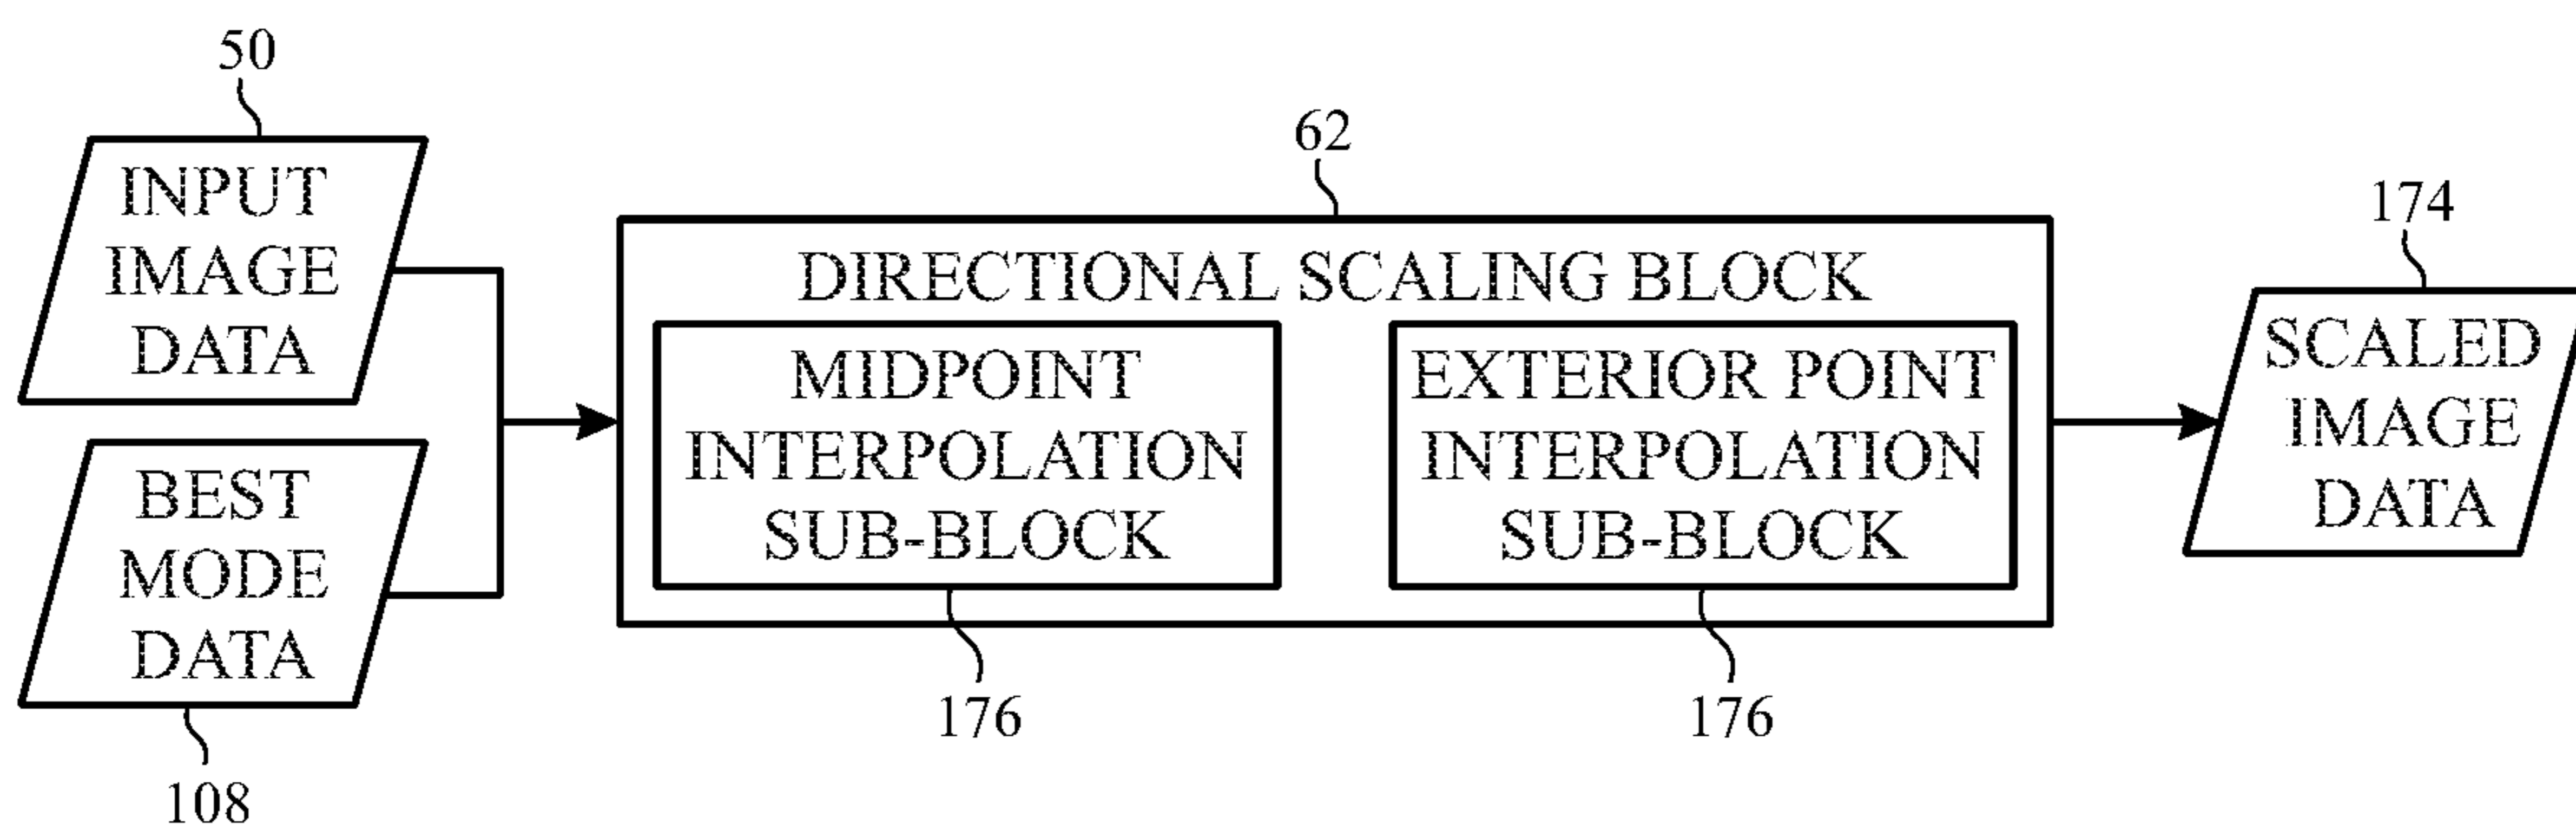 50
INPUT
IMAGE
DATA
BEST
MODE
DATA
108
62
DIRECTIONAL SCALING BLOCK
MIDPOINT
INTERPOLATION
SUB-BLOCK
176
EXTERIOR POINT
INTERPOLATION
SUB-BLOCK
176
174
SCALED
IMAGE
DATA